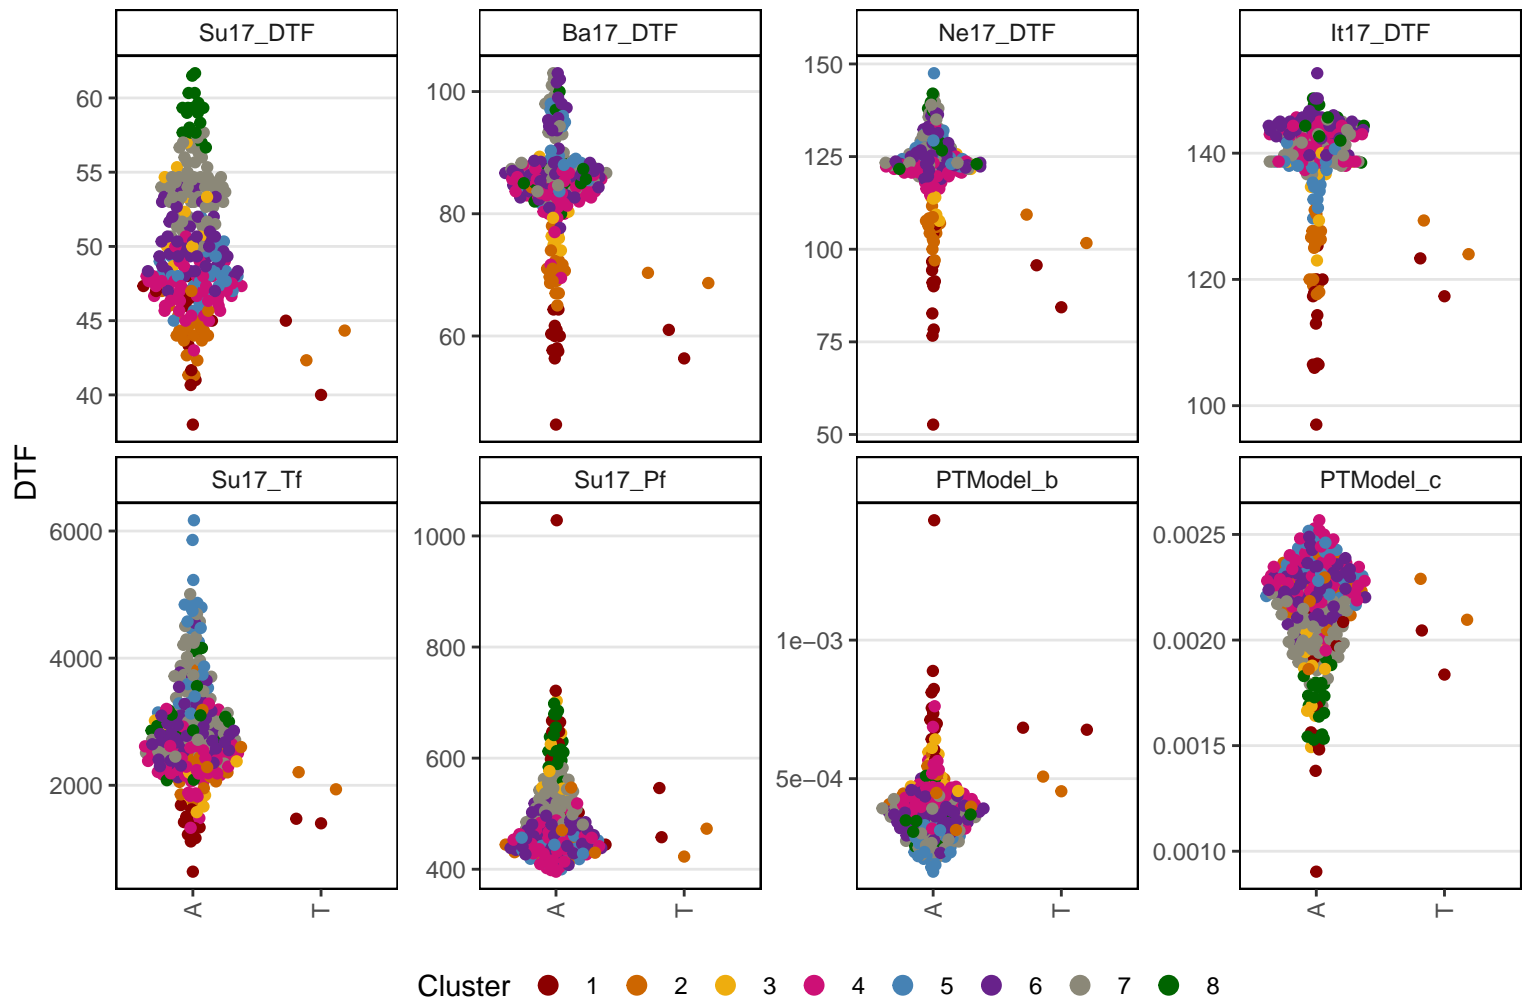 Su17_DTF
Ba17_DTF
Ne17_DTF
It17_DTF
60
55
50
45
40
100
80
60
150
125
100
75
50
140
120
100
DTF
Su17_Tf
Su17_Pf
PTModel_b
PTModel_c
6000
4000
2000
1000
800
600
400
1e−03
5e−04
0.0025
0.0020
0.0015
0.0010
A
T
A
T
A
T
A
T
Cluster 1 2 3 4 5 6 7 8